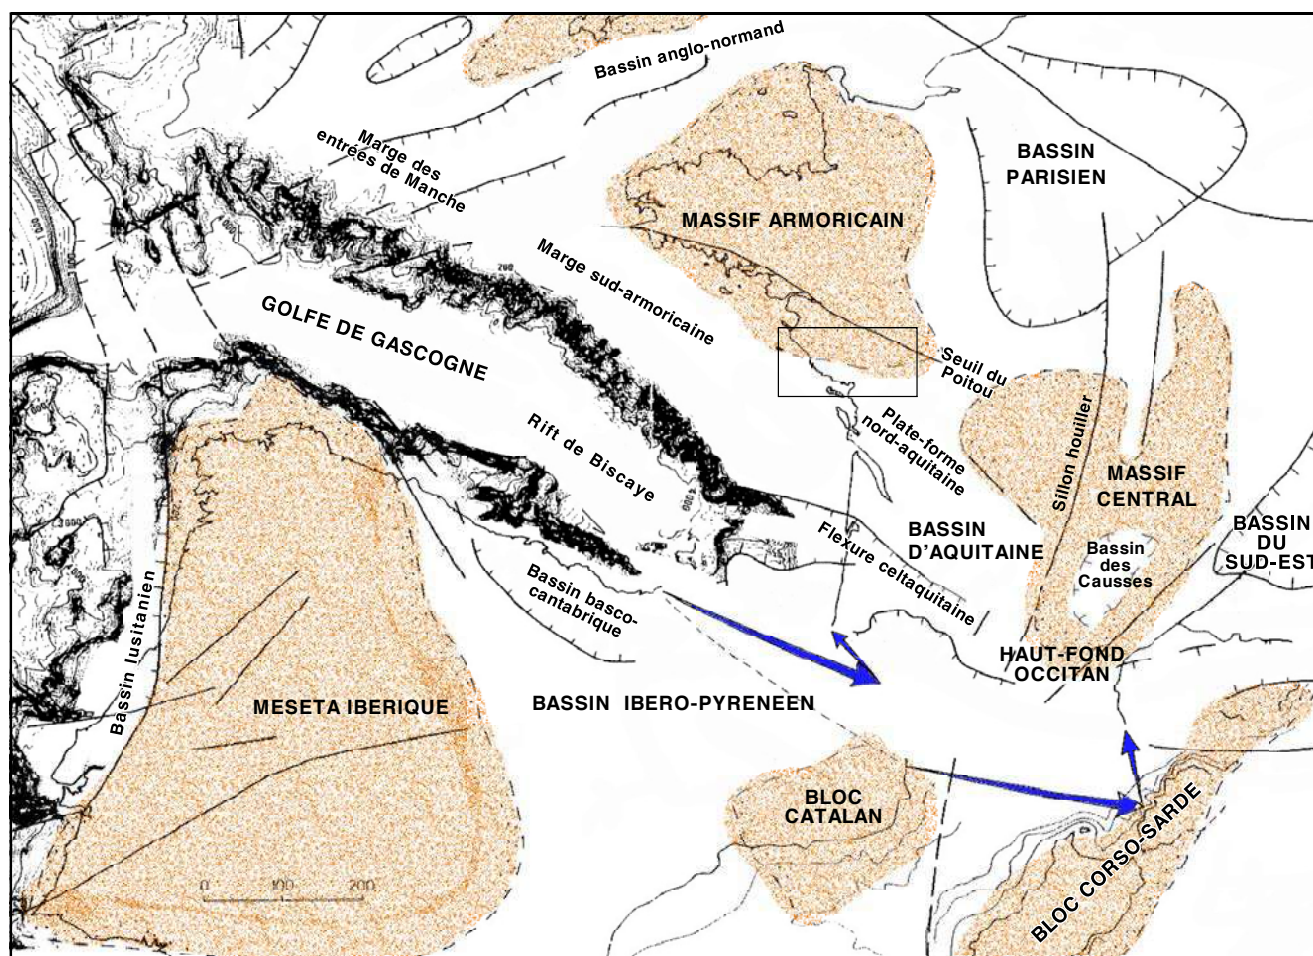 Bassin anglo-normand
Marge des
entrées de Manche
BASSIN
PARISIEN
MASSIF ARMORICAIN
Marge sud-armoricaine
200
GOLFE DE GASCOGNE
Seuil du
Poitou
Rift de Biscaye
Plate-forme
nord-aquitaine
Sillon houiller
MASSIF
CENTRAL
4000
BASSIN
D'AQUITAINE
Flexure celtaquitaine
Bassin
des
Causses
BASSIN
DU
SUD-EST
Bassin basco-
cantabrique
Bassin lusitanien
HAUT-FOND
OCCITAN
MESETA IBERIQUE
BASSIN IBERO-PYRENEEN
BLOC
CATALAN
BLOC CORSO-SARDE
0 100 200